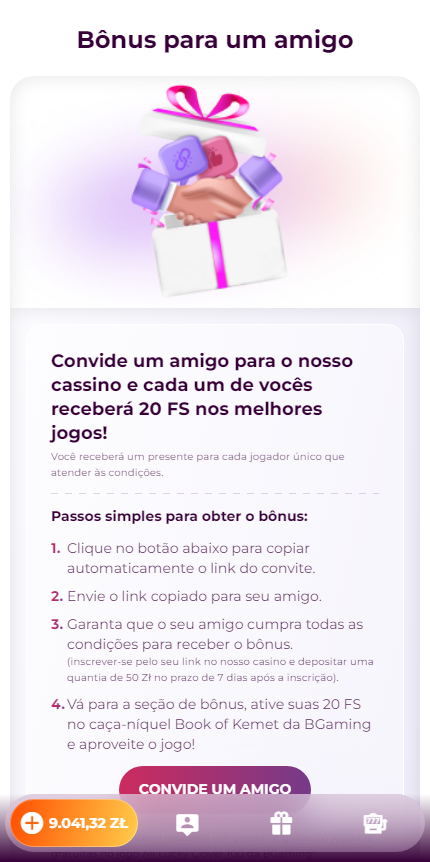 Bônus para um amigo
Convide um amigo para o nosso
cassino e cada um de vocês
receberá 20 FS nos melhores
jogos!
Você receberá um presente para cada jogador único que
atender às condições.
Passos simples para obter o bônus:
1. Clique no botão abaixo para copiar
automaticamente o link do convite.
2. Envie o link copiado para seu amigo.
3. Garanta que o seu amigo cumpra todas as
condições para receber o bônus.
(inscrever-se pelo seu link no nosso casino e depositar uma
quantia de 50 Zł no prazo de 7 dias após a inscrição).
4. Vá para a seção de bônus, ative suas 20 FS
no caça-níquel Book of Kemet da BGaming
e aproveite o jogo!
CONVIDE UM AMIGO
9.041,32 ZŁ
777